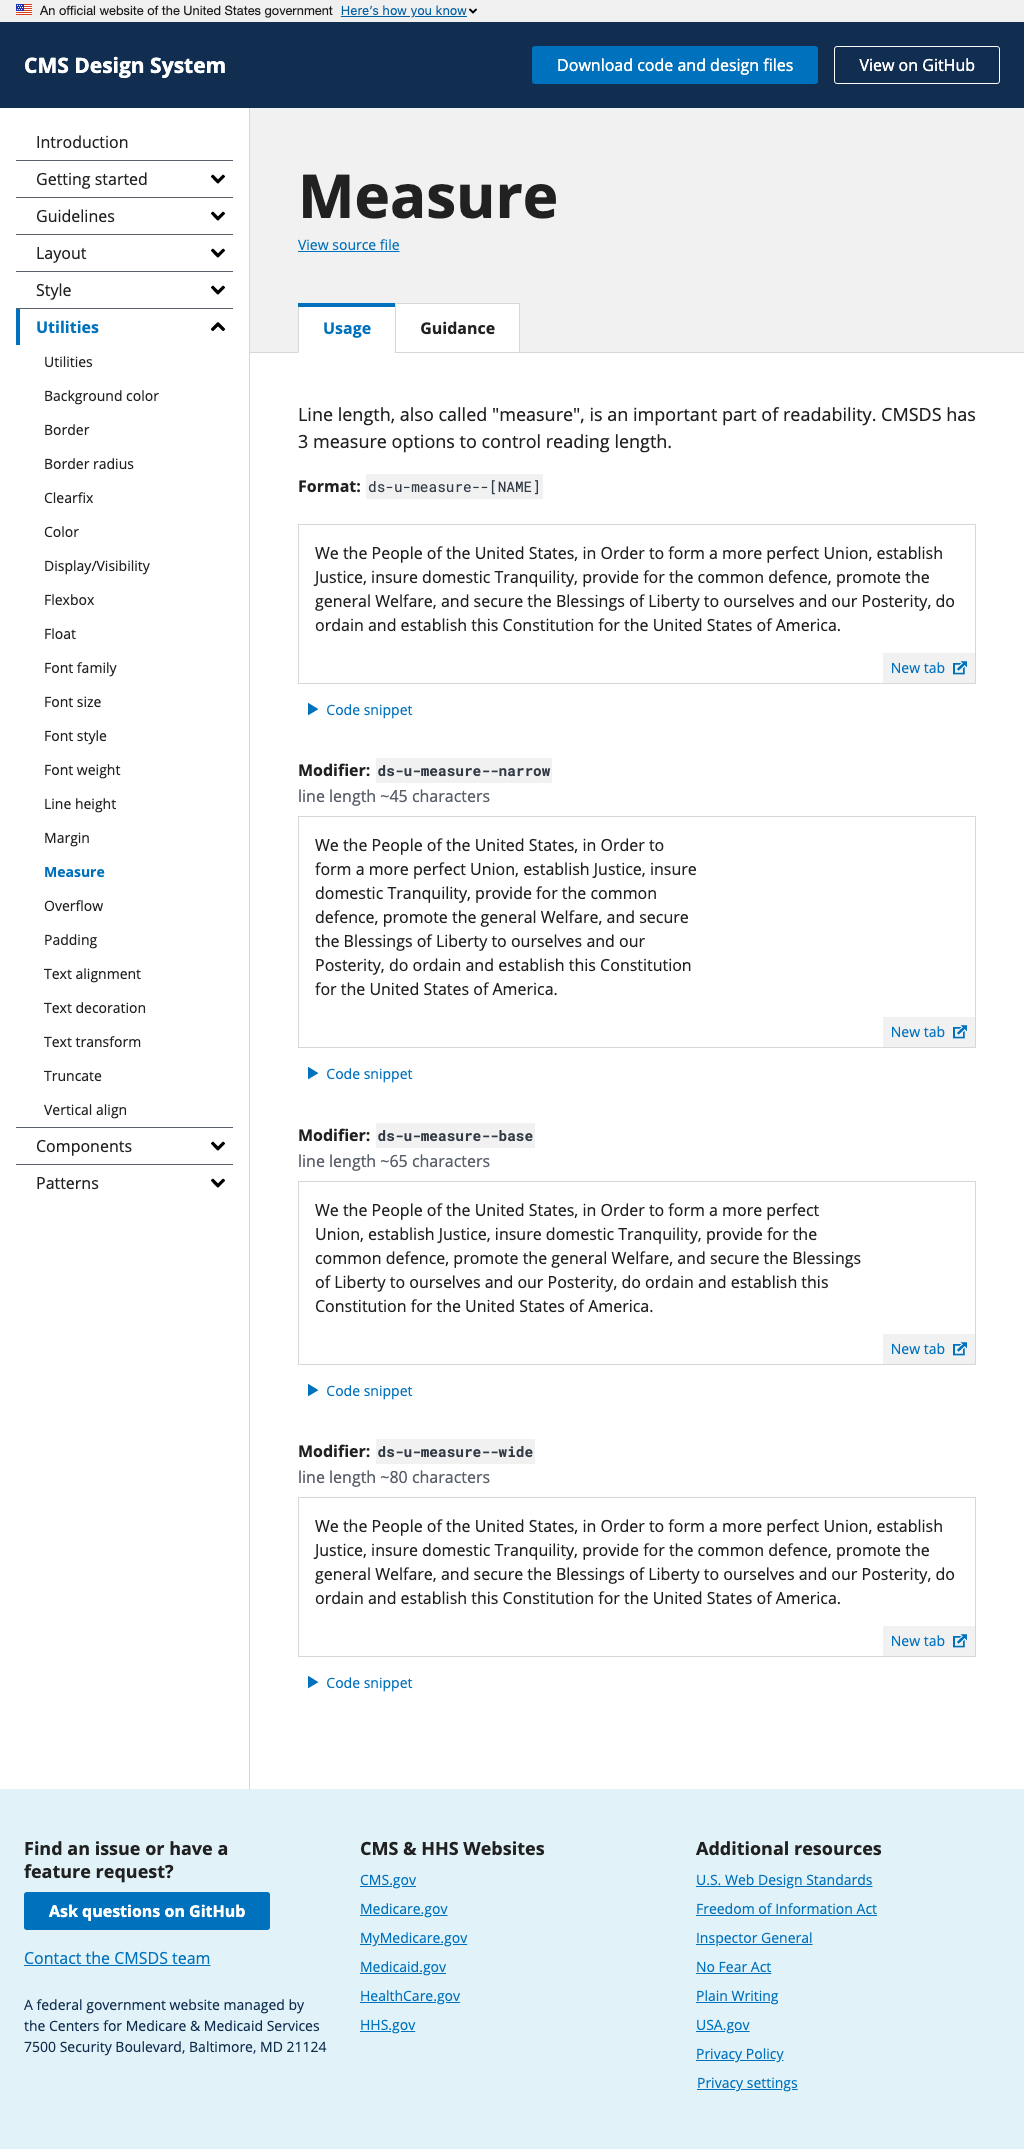 An official website of the United States government Here's how you know
CMS Design System
Download code and design files
View on GitHub
Introduction
Getting started
Guidelines
Layout
Style
Utilities
Utilities
Background color
Border
Border radius
Clearfix
Color
Display/Visibility
Flexbox
Float
Font family
Font size
Font style
Font weight
Line height
Margin
Measure
Overflow
Padding
Text alignment
Text decoration
Text transform
Truncate
Vertical align
Components
Patterns
Measure
View source file
Usage
Guidance
Line length, also called "measure", is an important part of readability. CMSDS has
3 measure options to control reading length.
Format: ds-u-measure--[NAME]
We the People of the United States, in Order to form a more perfect Union, establish
Justice, insure domestic Tranquility, provide for the common defence, promote the
general Welfare, and secure the Blessings of Liberty to ourselves and our Posterity, do
ordain and establish this Constitution for the United States of America.
New tab
Code snippet
Modifier: ds-u-measure--narrow
line length ~45 characters
We the People of the United States, in Order to
form a more perfect Union, establish Justice, insure
domestic Tranquility, provide for the common
defence, promote the general Welfare, and secure
the Blessings of Liberty to ourselves and our
Posterity, do ordain and establish this Constitution
for the United States of America.
New tab
Code snippet
Modifier: ds-u-measure--base
line length ~65 characters
We the People of the United States, in Order to form a more perfect
Union, establish Justice, insure domestic Tranquility, provide for the
common defence, promote the general Welfare, and secure the Blessings
of Liberty to ourselves and our Posterity, do ordain and establish this
Constitution for the United States of America.
New tab
Code snippet
Modifier: ds-u-measure--wide
line length ~80 characters
We the People of the United States, in Order to form a more perfect Union, establish
Justice, insure domestic Tranquility, provide for the common defence, promote the
general Welfare, and secure the Blessings of Liberty to ourselves and our Posterity, do
ordain and establish this Constitution for the United States of America.
New tab
Code snippet
Find an issue or have a
feature request?
Ask questions on GitHub
Contact the CMSDS team
A federal government website managed by
the Centers for Medicare & Medicaid Services
7500 Security Boulevard, Baltimore, MD 21124
CMS & HHS Websites
CMS.gov
Medicare.gov
MyMedicare.gov
Medicaid.gov
HealthCare.gov
HHS.gov
Additional resources
U.S. Web Design Standards
Freedom of Information Act
Inspector General
No Fear Act
Plain Writing
USA.gov
Privacy Policy
Privacy settings